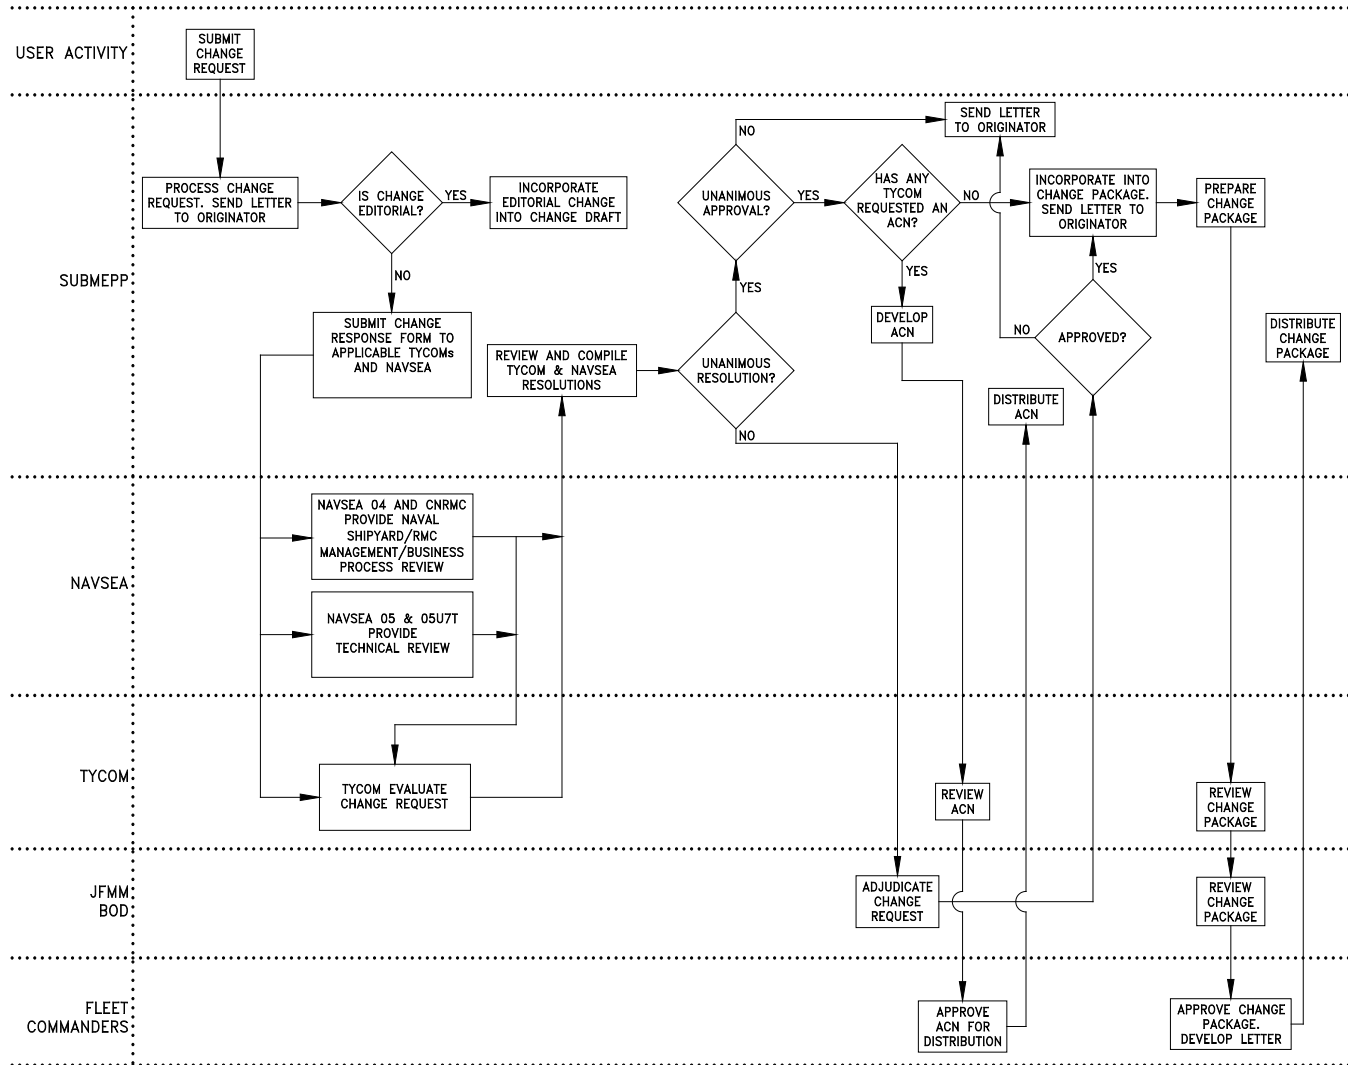 USER ACTIVITY
SUBMIT
CHANGE
REQUEST
SUBMEPP
PROCESS CHANGE
REQUEST. SEND LETTER
TO ORIGINATOR
IS CHANGE
EDITORIAL?
YES
INCORPORATE
EDITORIAL CHANGE
INTO CHANGE DRAFT
NO
SUBMIT CHANGE
RESPONSE FORM TO
APPLICABLE TYCOMs
AND NAVSEA
REVIEW AND COMPILE
TYCOM & NAVSEA
RESOLUTIONS
UNANIMOUS
RESOLUTION?
YES
NO
UNANIMOUS
APPROVAL?
NO
YES
SEND LETTER
TO ORIGINATOR
HAS ANY
TYCOM
REQUESTED AN
ACN?
NO
YES
DEVELOP
ACN
INCORPORATE INTO
CHANGE PACKAGE.
SEND LETTER TO
ORIGINATOR
YES
NO
APPROVED?
PREPARE
CHANGE
PACKAGE
DISTRIBUTE
ACN
DISTRIBUTE
CHANGE
PACKAGE
NAVSEA
NAVSEA 04 AND CNRMC
PROVIDE NAVAL
SHIPYARD/RMC
MANAGEMENT/BUSINESS
PROCESS REVIEW
NAVSEA 05 & 05U7T
PROVIDE
TECHNICAL REVIEW
TYCOM
TYCOM EVALUATE
CHANGE REQUEST
REVIEW
ACN
REVIEW
CHANGE
PACKAGE
JFMM
BOD
ADJUDICATE
CHANGE
REQUEST
REVIEW
CHANGE
PACKAGE
FLEET
COMMANDERS
APPROVE
ACN FOR
DISTRIBUTION
APPROVE CHANGE
PACKAGE.
DEVELOP LETTER